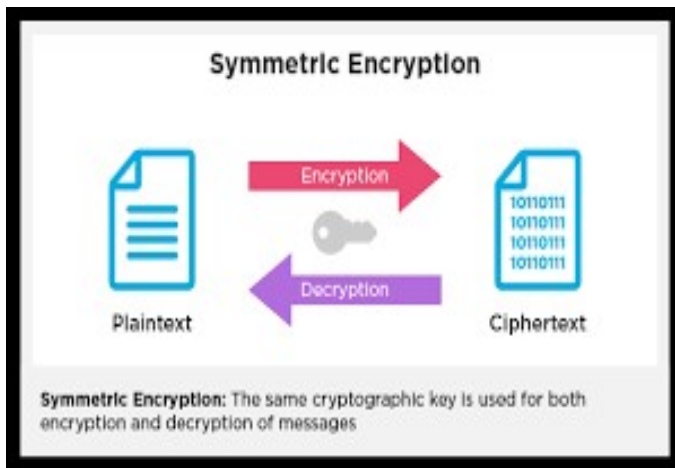 Symmetric Encryption
Encryption
10110111
10110111
10110111
10110111
Decryption
Plaintext
Ciphertext
Symmetric Encryption: The same cryptographic key is used for both
encryption and decryption of messages